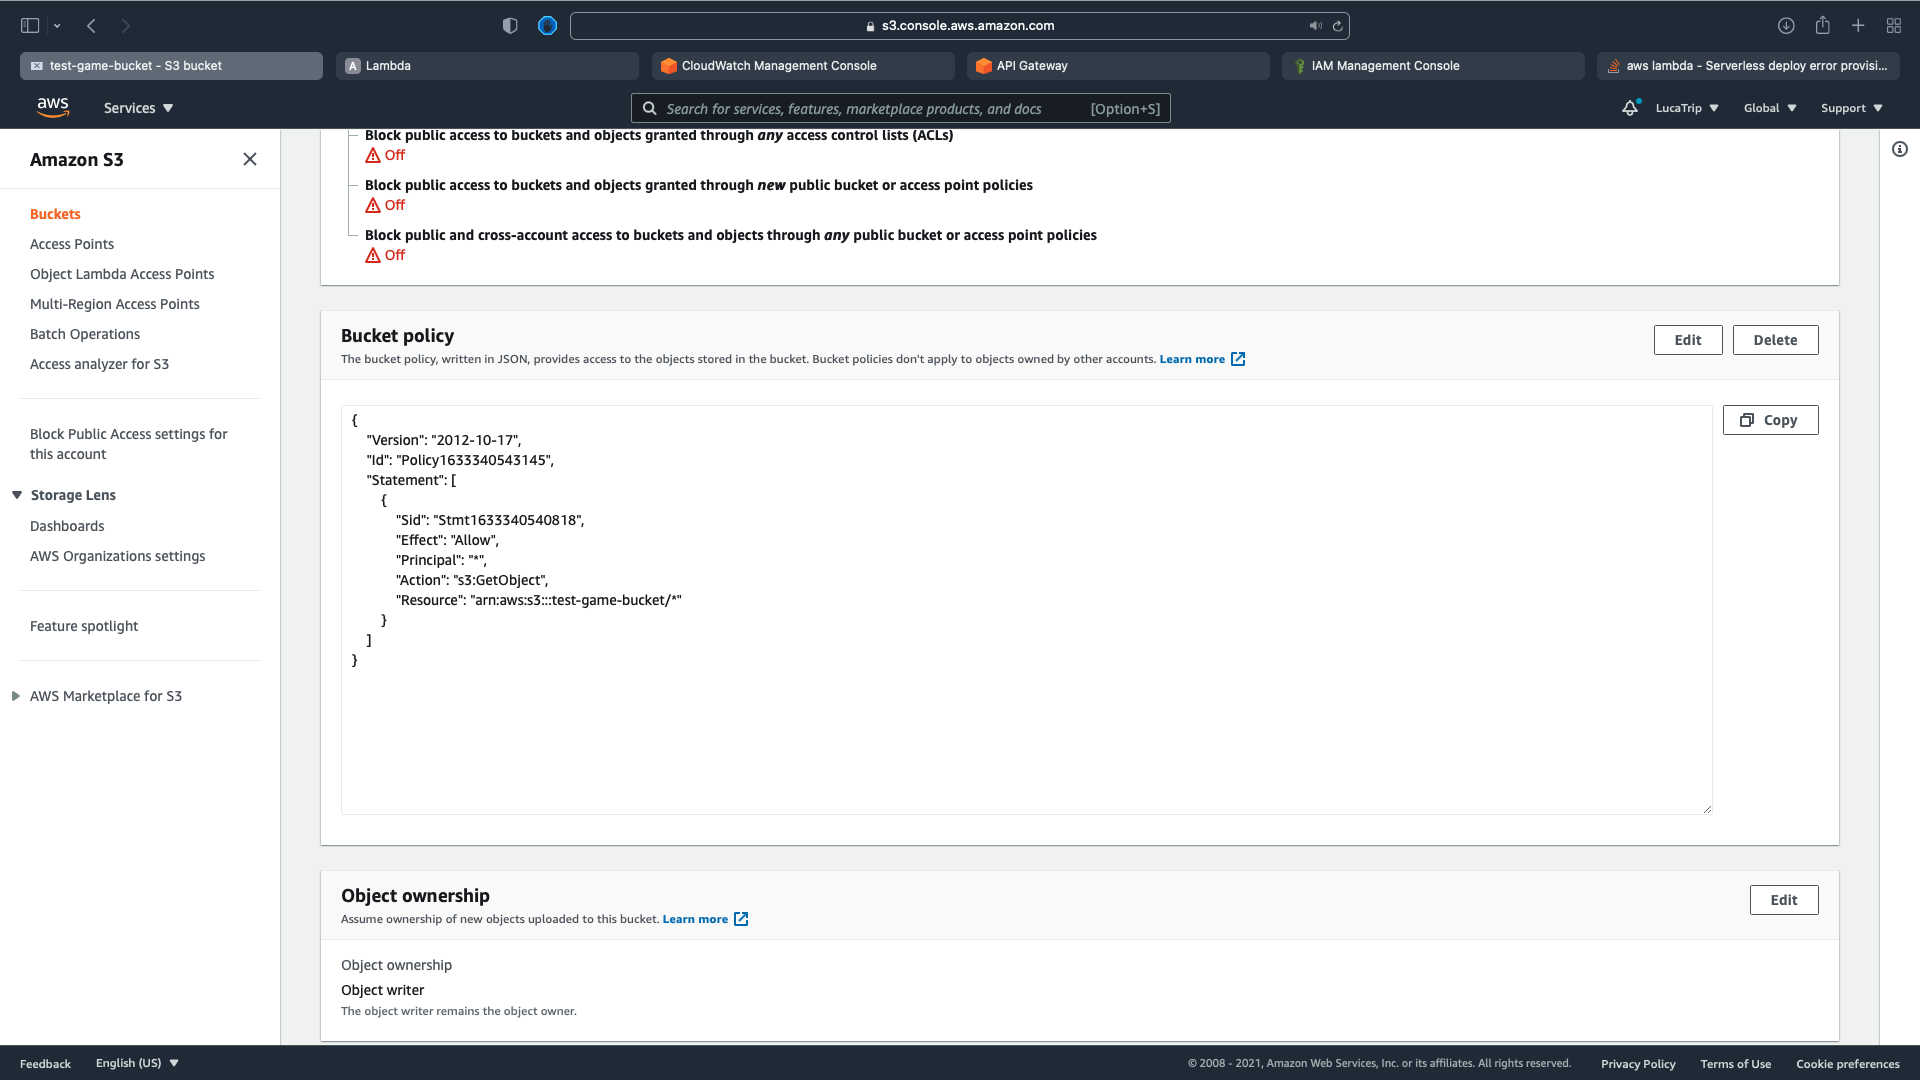 s3.console.aws.amazon.com
test-game-bucket - S3 bucket
A Lambda
CloudWatch Management Console
API Gateway
IAM Management Console
aws lambda - Serverless deploy error provisi...
aws
Services
Search for services, features, marketplace products, and docs
[Option+S]
LucaTrip
Global
Support
Amazon S3
Buckets
Access Points
Object Lambda Access Points
Multi-Region Access Points
Batch Operations
Access analyzer for S3
Block Public Access settings for
this account
Storage Lens
Dashboards
AWS Organizations settings
Feature spotlight
AWS Marketplace for S3
Block public access to buckets and objects granted through any access control lists (ACLs)
Off
Block public access to buckets and objects granted through new public bucket or access point policies
Off
Block public and cross-account access to buckets and objects through any public bucket or access point policies
Off
Bucket policy
The bucket policy, written in JSON, provides access to the objects stored in the bucket. Bucket policies don't apply to objects owned by other accounts. Learn more
Edit
Delete
{
"Version": "2012-10-17",
"Id": "Policy1633340543145",
"Statement": [
{
"Sid": "Stmt1633340540818",
"Effect": "Allow",
"Principal": "*",
"Action": "s3:GetObject",
"Resource": "arn:aws:s3:::test-game-bucket/*"
}
]
}
Copy
Object ownership
Assume ownership of new objects uploaded to this bucket. Learn more
Edit
Object ownership
Object writer
The object writer remains the object owner.
Feedback
English (US)
© 2008 - 2021, Amazon Web Services, Inc. or its affiliates. All rights reserved.
Privacy Policy
Terms of Use
Cookie preferences